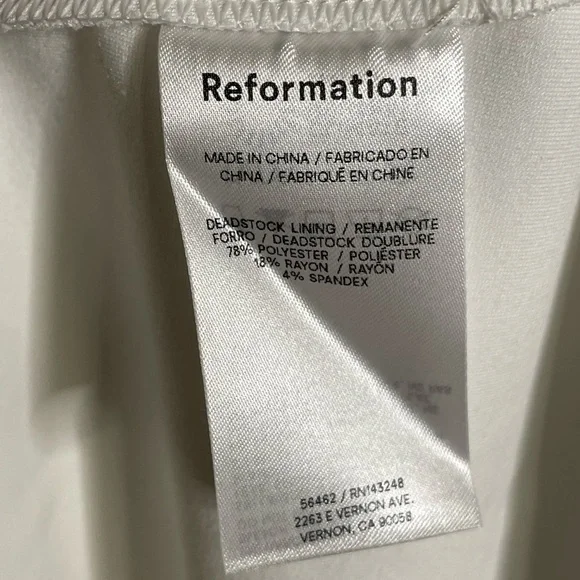 Reformation
MADE IN CHINA / FABRICADO EN
CHINA / FABRIQUÉ EN CHINE
DEADSTOCK LINING / REMANENTE
FORRO / DEADSTOCK DOUBLURE
78% POLYESTER / POLIÉSTER
18% RAYON / RAYÓN
4% SPANDEX
56462 / RN143248
2263 E VERNON AVE.
VERNON, CA 90058